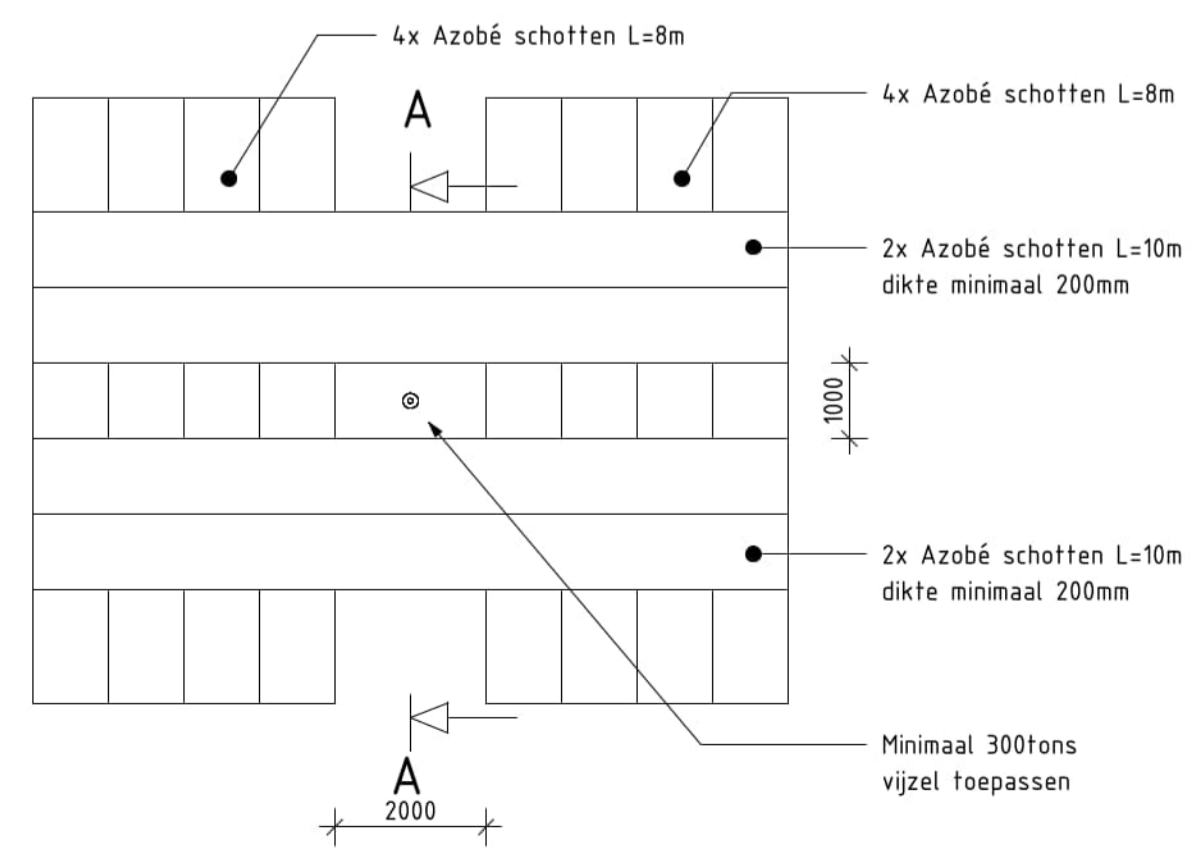 4x Azobé schotten L=8m
A
4x Azobé schotten L=8m
2x Azobé schotten L=10m
dikte minimaal 200mm
1000
2x Azobé schotten L=10m
dikte minimaal 200mm
Minimaal 300tons
vijzel toepassen
A
2000